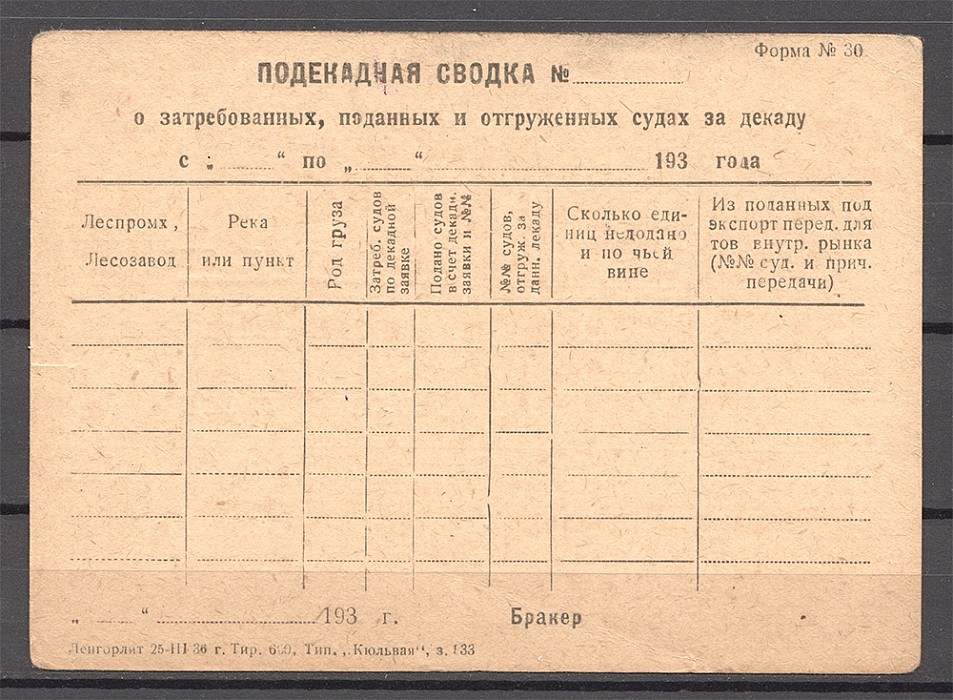 Форма № 30
ПОДЕКАДНАЯ СВОДКА №
о затребованных, поданных и отгруженных судах за декаду
с „ “ по „ “ 193 года
Леспромх,
Лесозавод
Река
или пункт
Род груза
Затреб. судов
по декадной
заявке
Подано судов
в счет декадн.
заявки и №№
№№ судов,
отгруж. за
данн. декаду
Сколько еди-
ниц недодано
и по чьей
вине
Из поданных под
экспорт перед. для
тов внутр. рынка
(№№ суд. и прич.
передачи)
„ “ 193 г.
Бракер
Ленгорлит 25-III 36 г. Тир. Тип. „Кюльвая“, з.